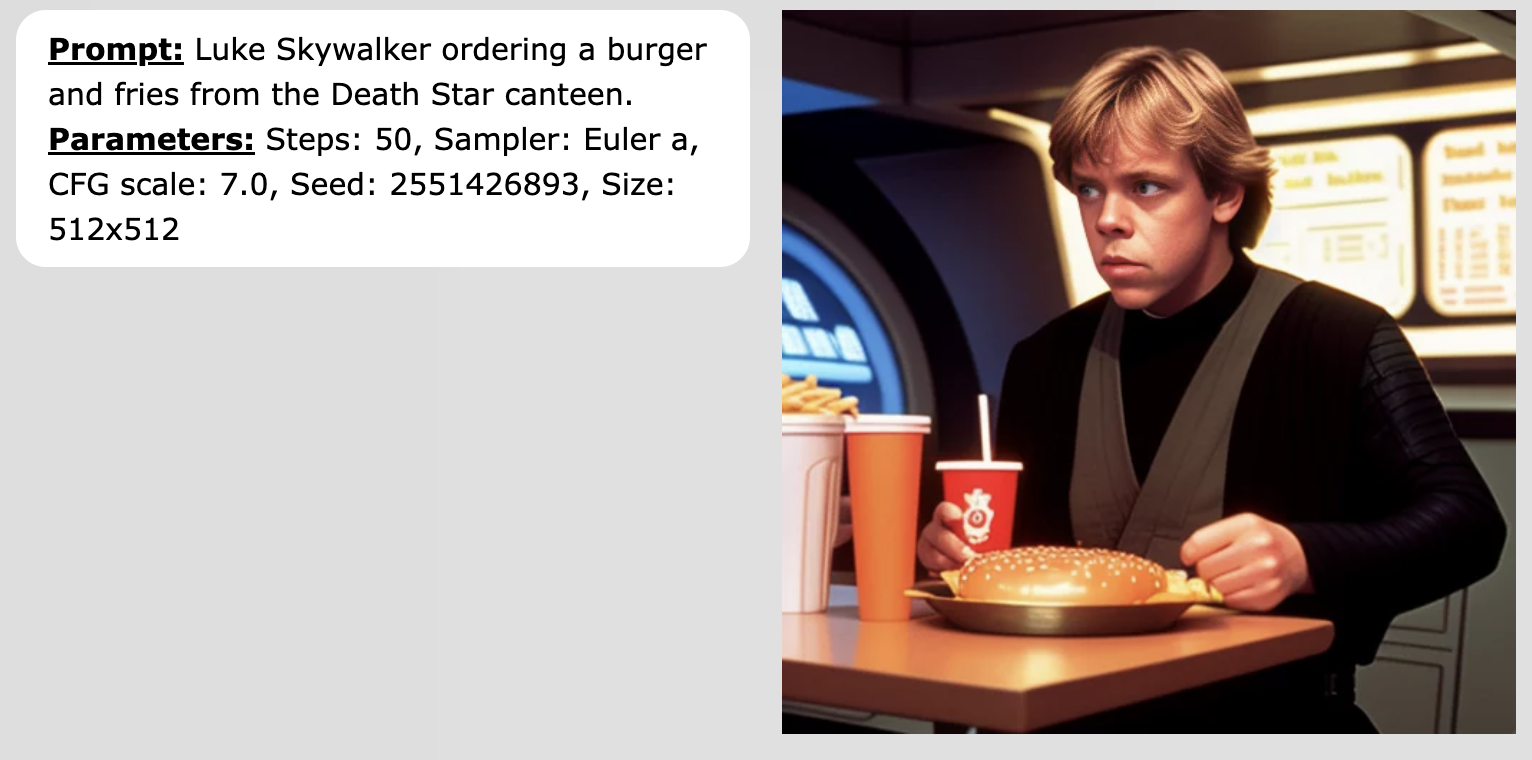 Prompt: Luke Skywalker ordering a burger
and fries from the Death Star canteen.
Parameters: Steps: 50, Sampler: Euler a,
CFG scale: 7.0, Seed: 2551426893, Size:
512x512